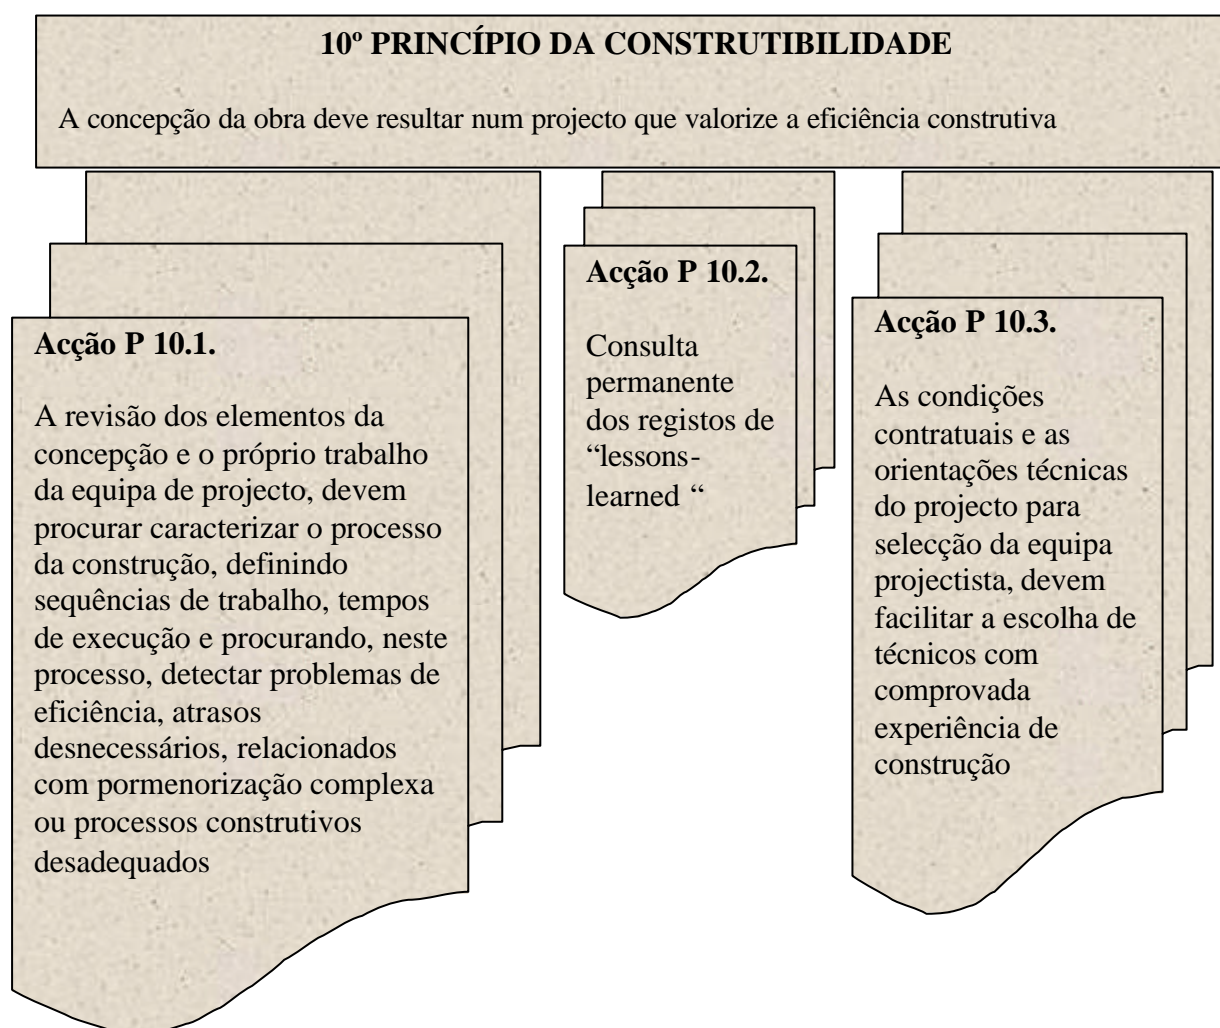 10º PRINCÍPIO DA CONSTRUTIBILIDADE
A concepção da obra deve resultar num projecto que valorize a eficiência construtiva
Acção P 10.1.
A revisão dos elementos da
concepção e o próprio trabalho
da equipa de projecto, devem
procurar caracterizar o processo
da construção, definindo
sequências de trabalho, tempos
de execução e procurando, neste
processo, detectar problemas de
eficiência, atrasos
desnecessários, relacionados
com pormenorização complexa
ou processos construtivos
desadequados
Acção P 10.2.
Consulta
permanente
dos registos de
“lessons-
learned “
Acção P 10.3.
As condições
contratuais e as
orientações técnicas
do projecto para
selecção da equipa
projectista, devem
facilitar a escolha de
técnicos com
comprovada
experiência de
construção